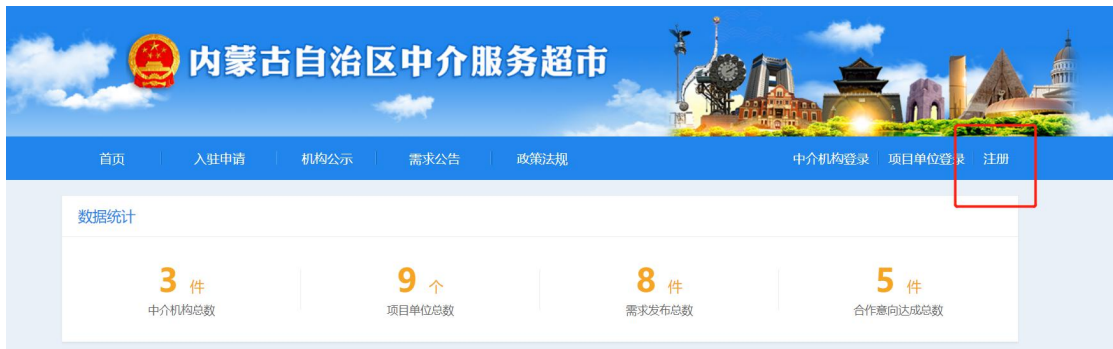 内蒙古自治区中介服务超市
首页 入驻申请 机构公示 需求公告 政策法规 中介机构登录 项目单位登录 注册
数据统计
3 件 9 个 8 件 5 件
中介机构总数 项目单位总数 需求发布总数 合作意向达成总数